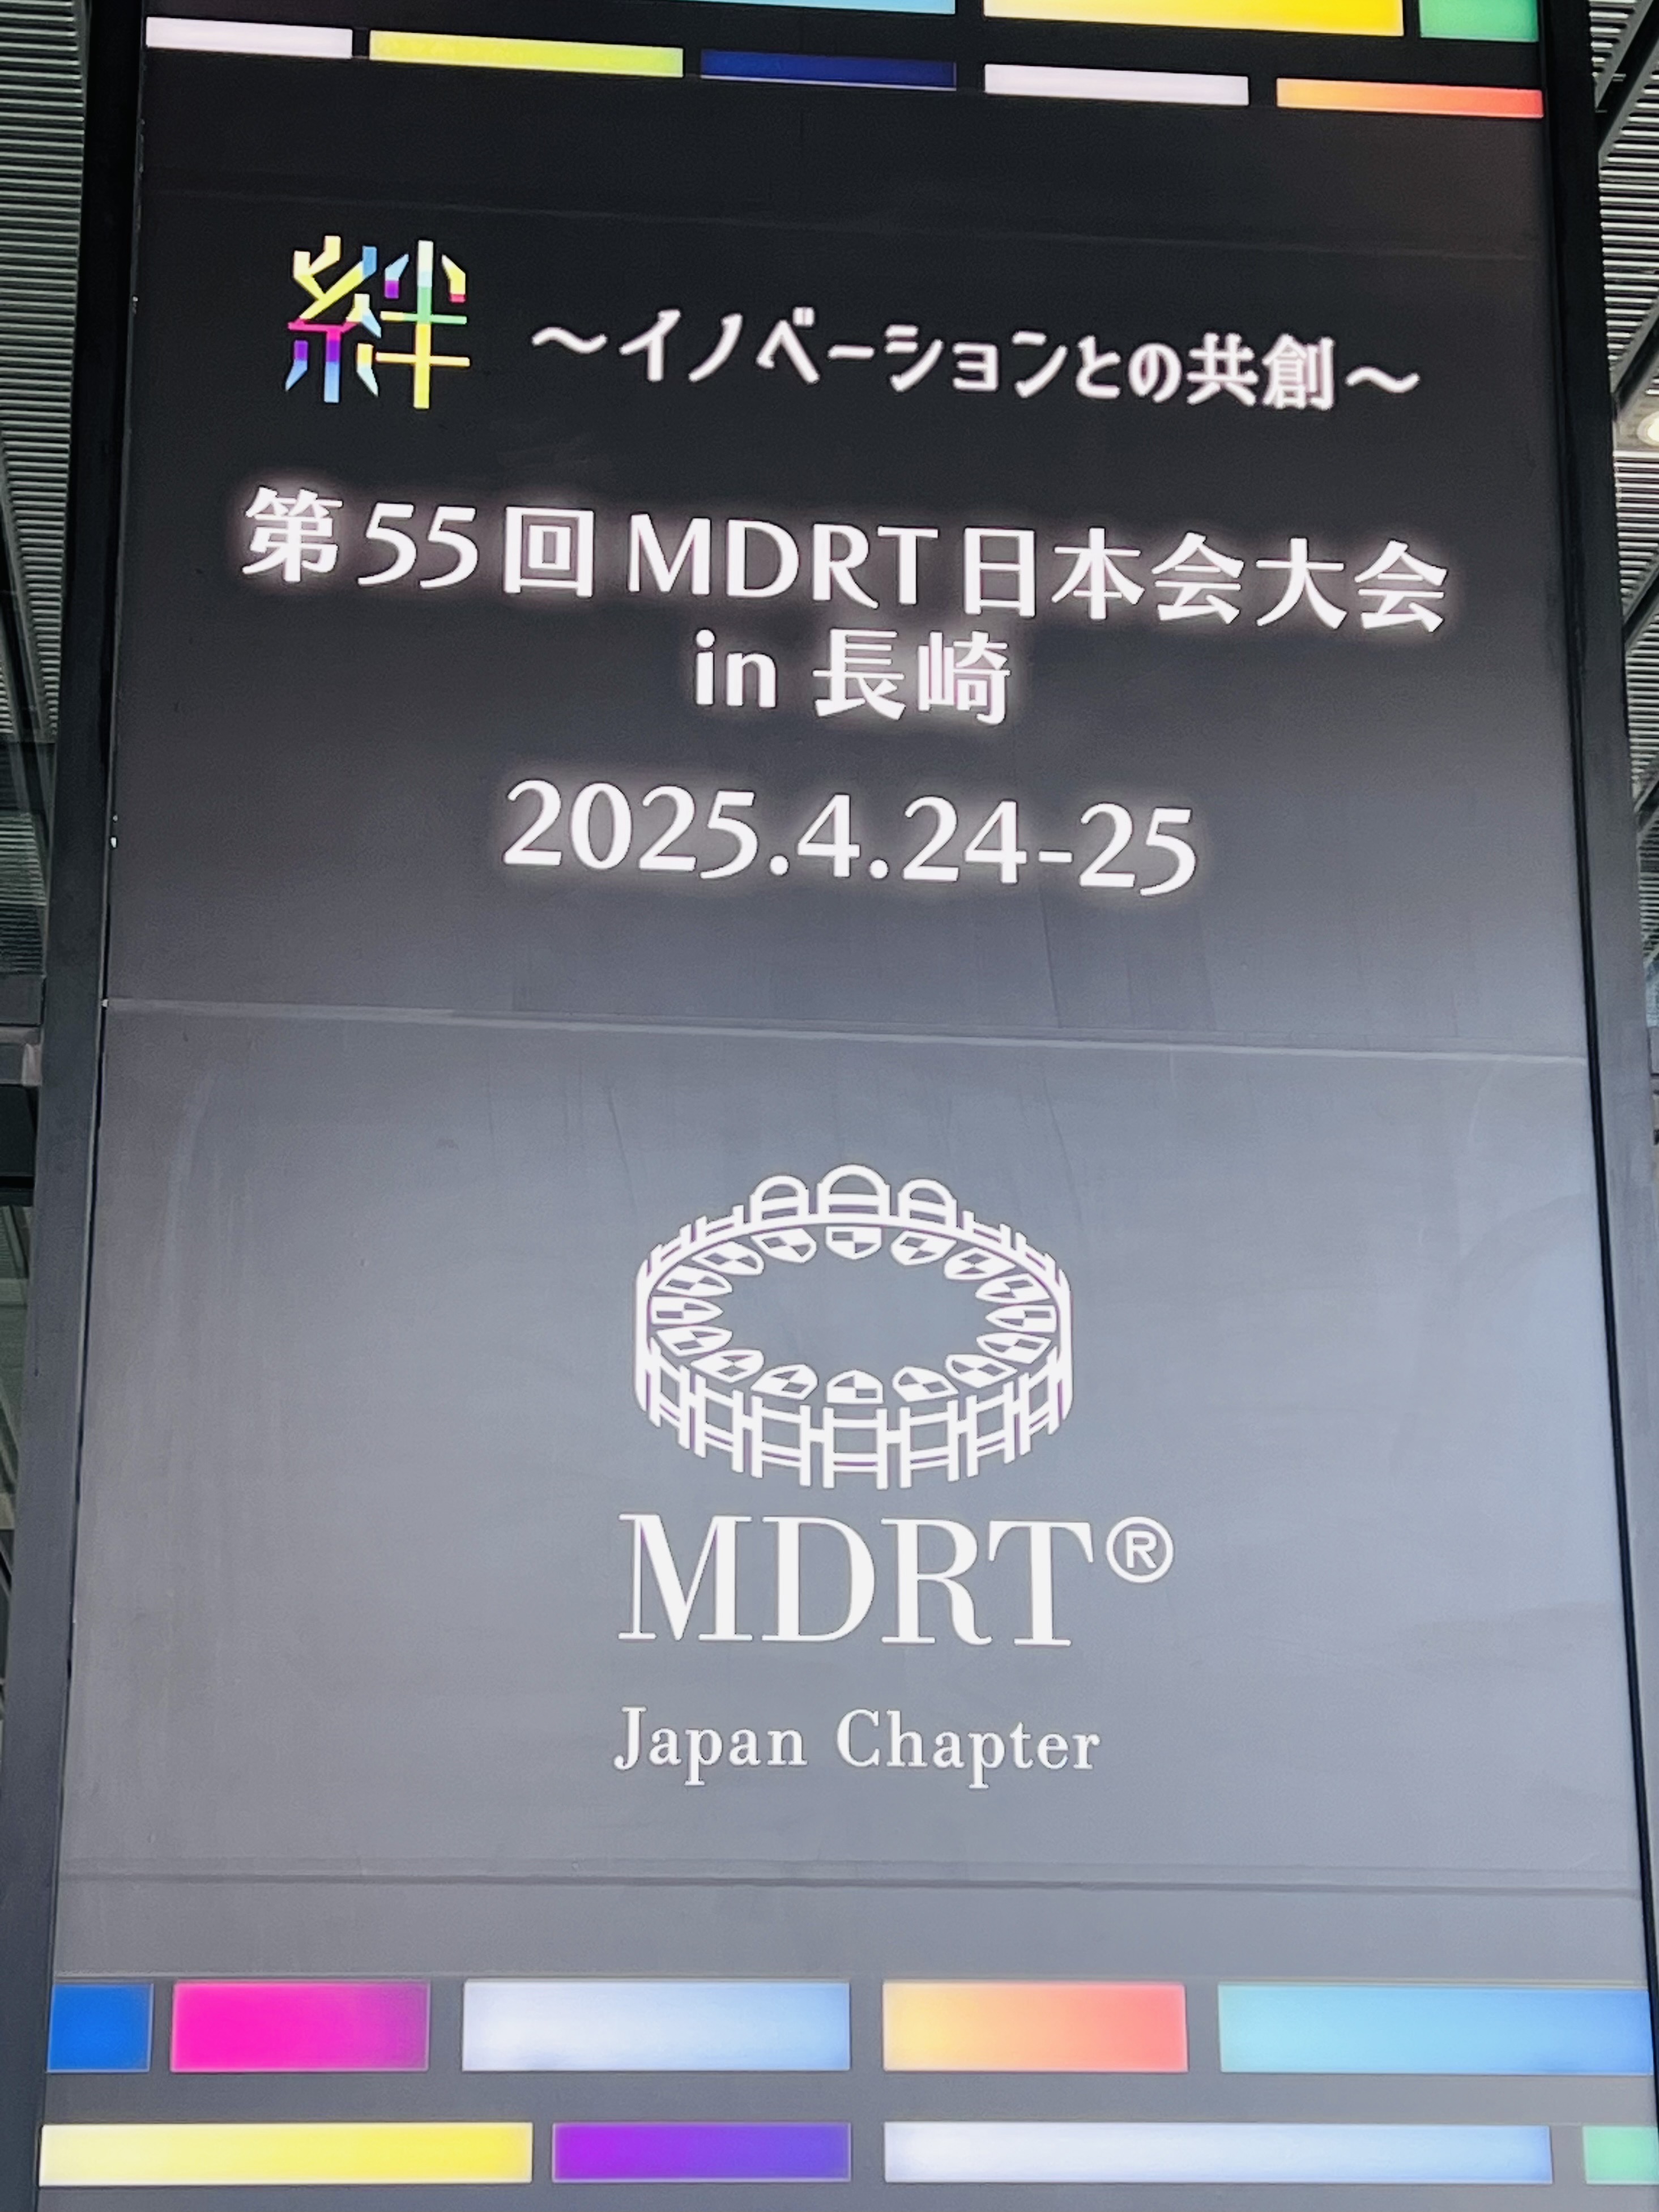 絆 ～イノベーションとの共創～
第55回 MDRT日本会大会
in 長崎
2025.4.24-25
MDRT®
Japan Chapter